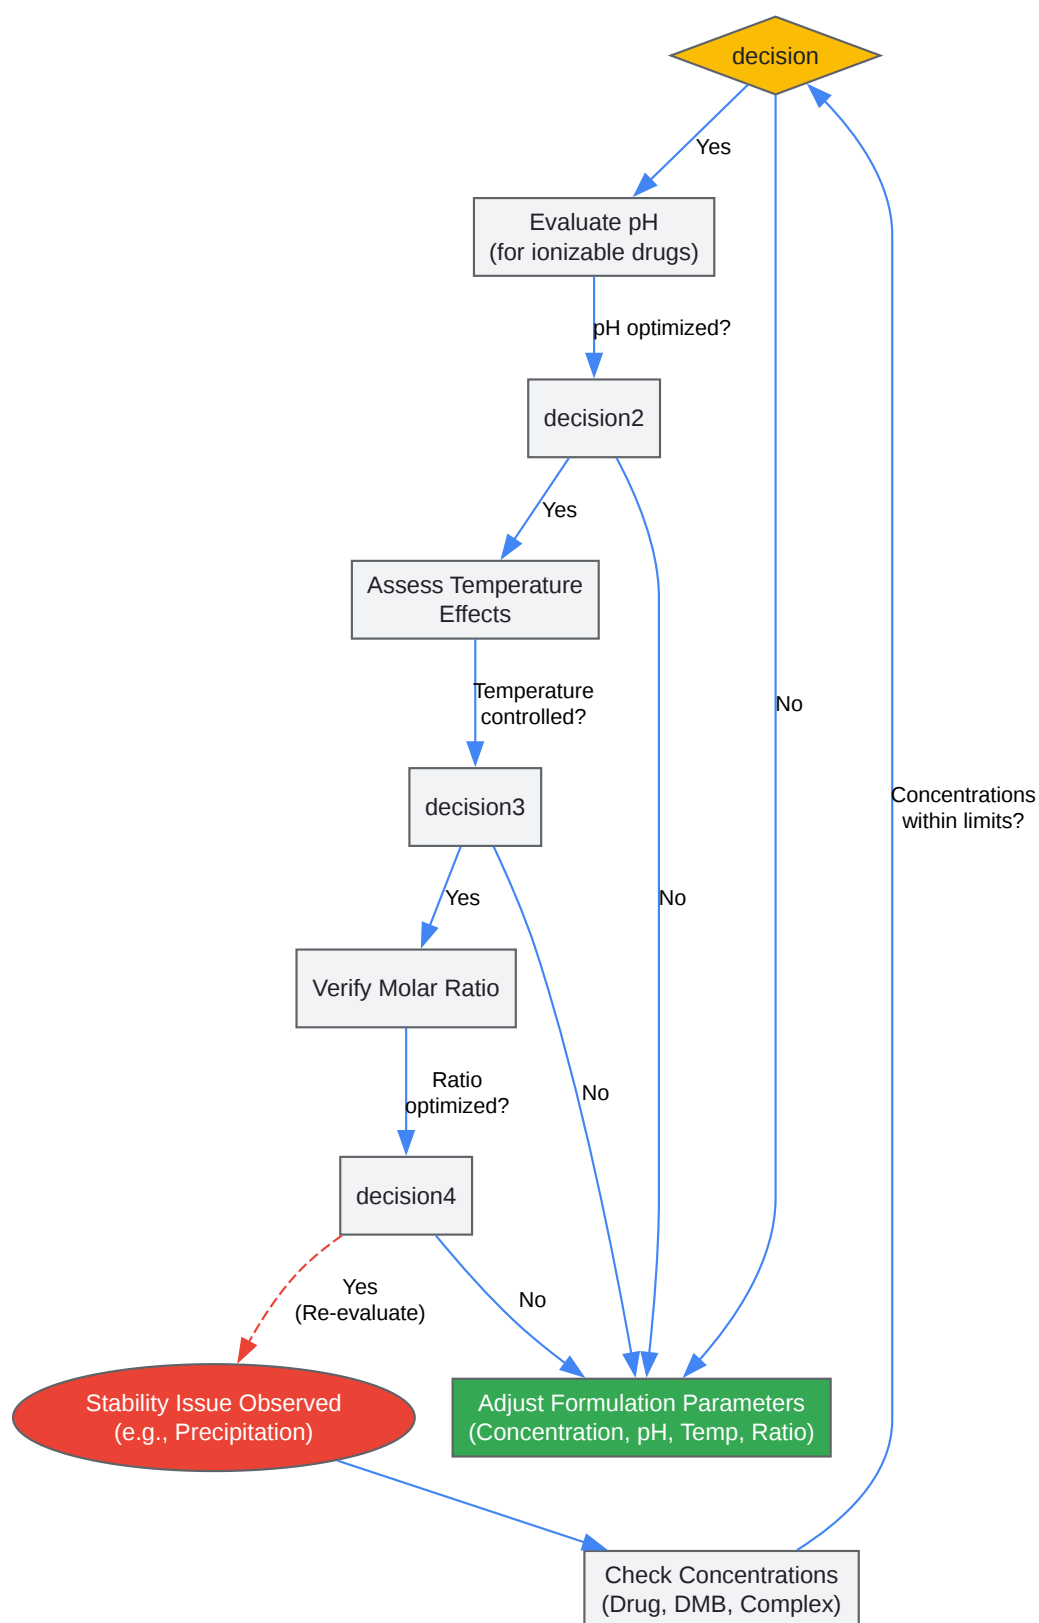 decision
Yes
Evaluate pH
(for ionizable drugs)
pH optimized?
decision2
Yes
Assess Temperature
Effects
Temperature
controlled?
No
decision3
Concentrations
within limits?
Yes
No
Verify Molar Ratio
Ratio
optimized?
No
decision4
Yes
(Re-evaluate)
No
Stability Issue Observed
(e.g., Precipitation)
Adjust Formulation Parameters
(Concentration, pH, Temp, Ratio)
Check Concentrations
(Drug, DMB, Complex)